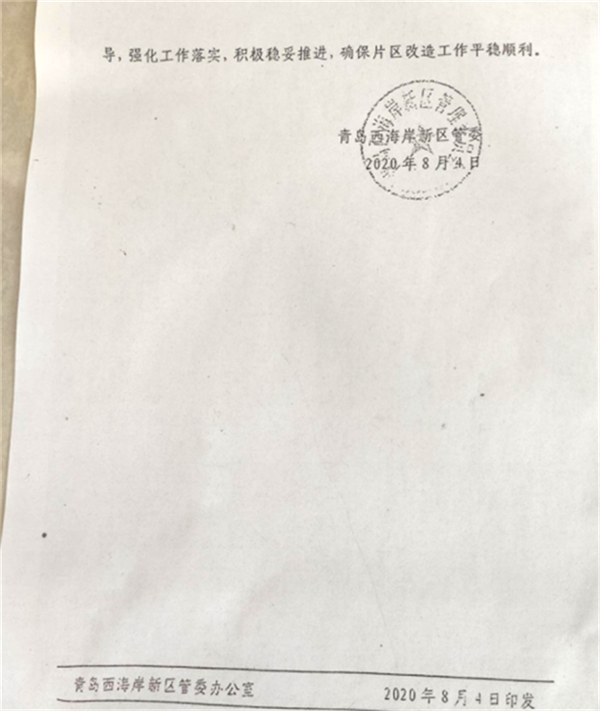 导，强化工作落实，积极稳妥推进，确保片区改造工作平稳顺利。
青岛西海岸新区管委
2020年8月4日
青岛西海岸新区管委办公室
2020年8月4日印发